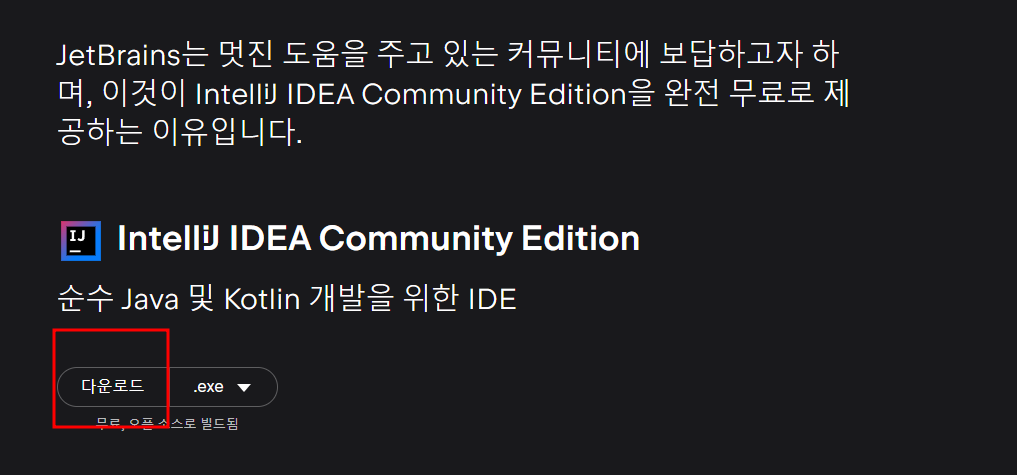 JetBrains는 멋진 도움을 주고 있는 커뮤니티에 보답하고자 하
며, 이것이 IntelliJ IDEA Community Edition을 완전 무료로 제
공하는 이유입니다.
IJ
IntelliJ IDEA Community Edition
순수 Java 및 Kotlin 개발을 위한 IDE
다운로드 .exe
무료, 오픈 소스로 빌드됨